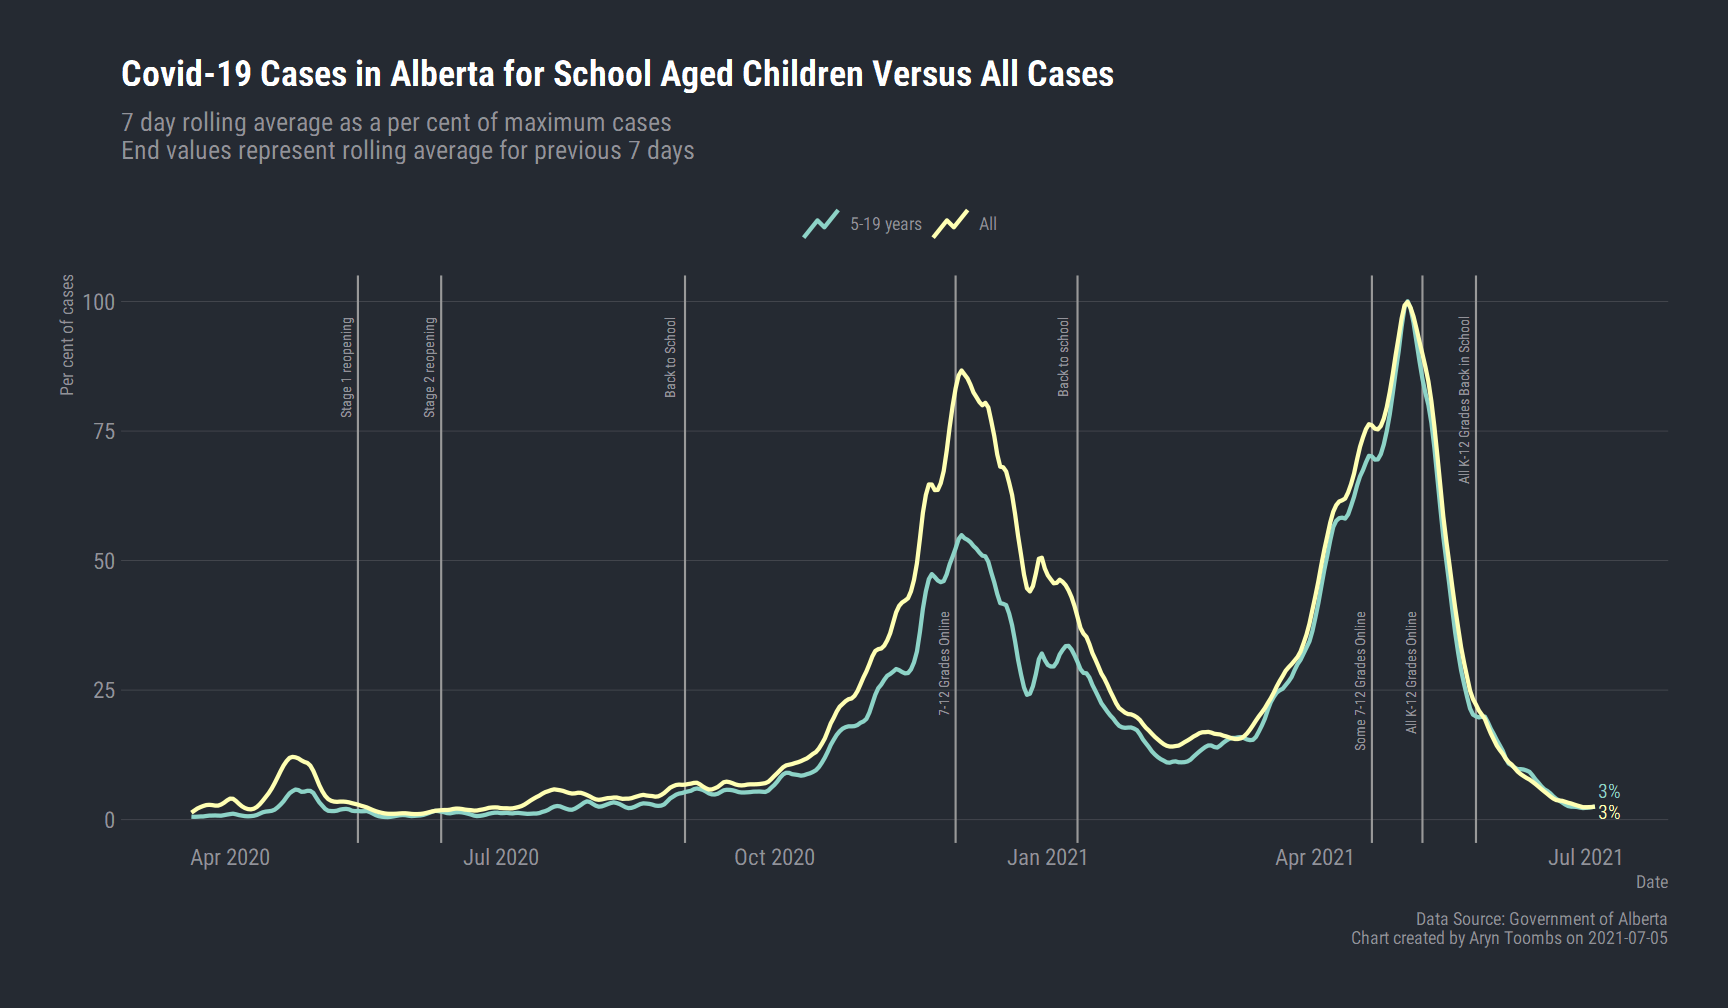 Covid-19 Cases in Alberta for School Aged Children Versus All Cases
7 day rolling average as a per cent of maximum cases
End values represent rolling average for previous 7 days
5-19 years
All
Per cent of cases
100
75
50
25
0
Stage 1 reopening
Stage 2 reopening
Back to School
7-12 Grades Online
Back to school
Some 7-12 Grades Online
All K-12 Grades Online
All K-12 Grades Back in School
3%
3%
Apr 2020
Jul 2020
Oct 2020
Jan 2021
Apr 2021
Jul 2021
Date
Data Source: Government of Alberta
Chart created by Aryn Toombs on 2021-07-05